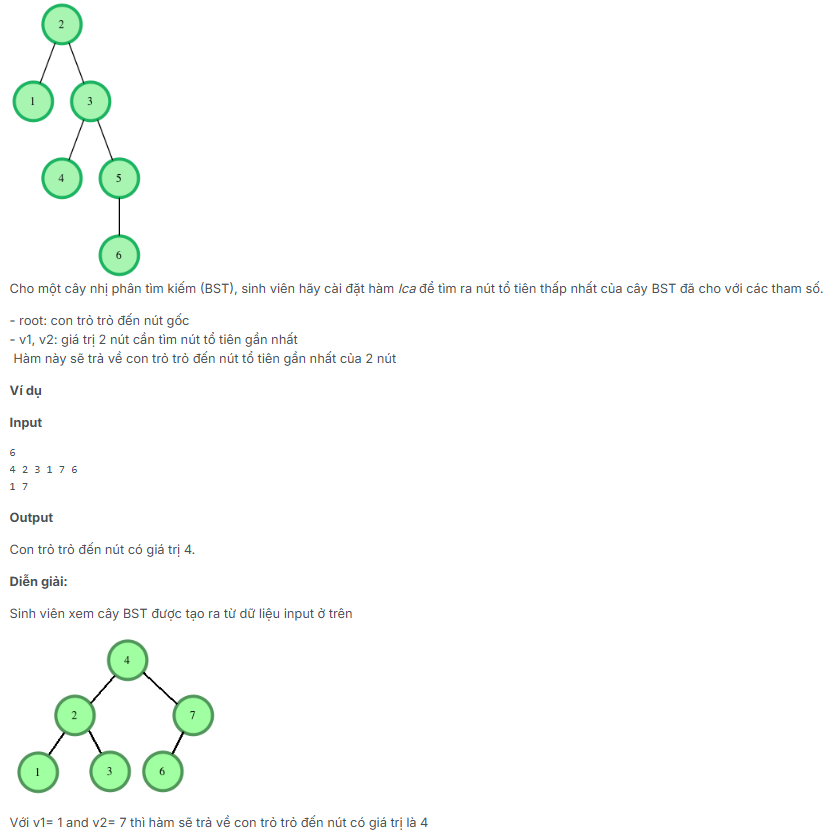 2
1 3
4 5
6
Cho một cây nhị phân tìm kiếm (BST), sinh viên hãy cài đặt hàm lca để tìm ra nút tổ tiên thấp nhất của cây BST đã cho với các tham số.
- root: con trỏ trỏ đến nút gốc
- v1, v2: giá trị 2 nút cần tìm nút tổ tiên gần nhất
Hàm này sẽ trả về con trỏ trỏ đến nút tổ tiên gần nhất của 2 nút
Ví dụ
Input
6
4 2 3 1 7 6
1 7
Output
Con trỏ trỏ đến nút có giá trị 4.
Diễn giải:
Sinh viên xem cây BST được tạo ra từ dữ liệu input ở trên
4
2 7
1 3 6
Với v1= 1 and v2= 7 thì hàm sẽ trả về con trỏ trỏ đến nút có giá trị là 4